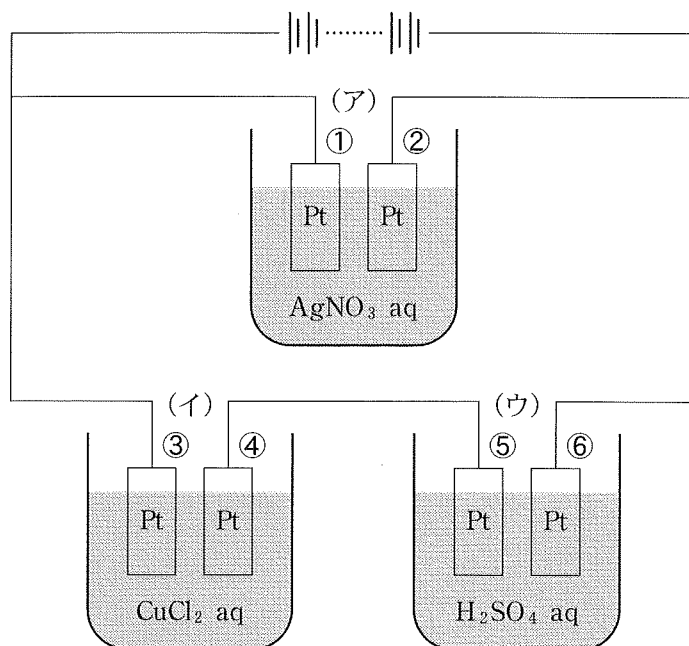 (ア)
① ②
Pt Pt
AgNO₃ aq
(イ) (ウ)
③ ④ ⑤ ⑥
Pt Pt Pt Pt
CuCl₂ aq H₂SO₄ aq